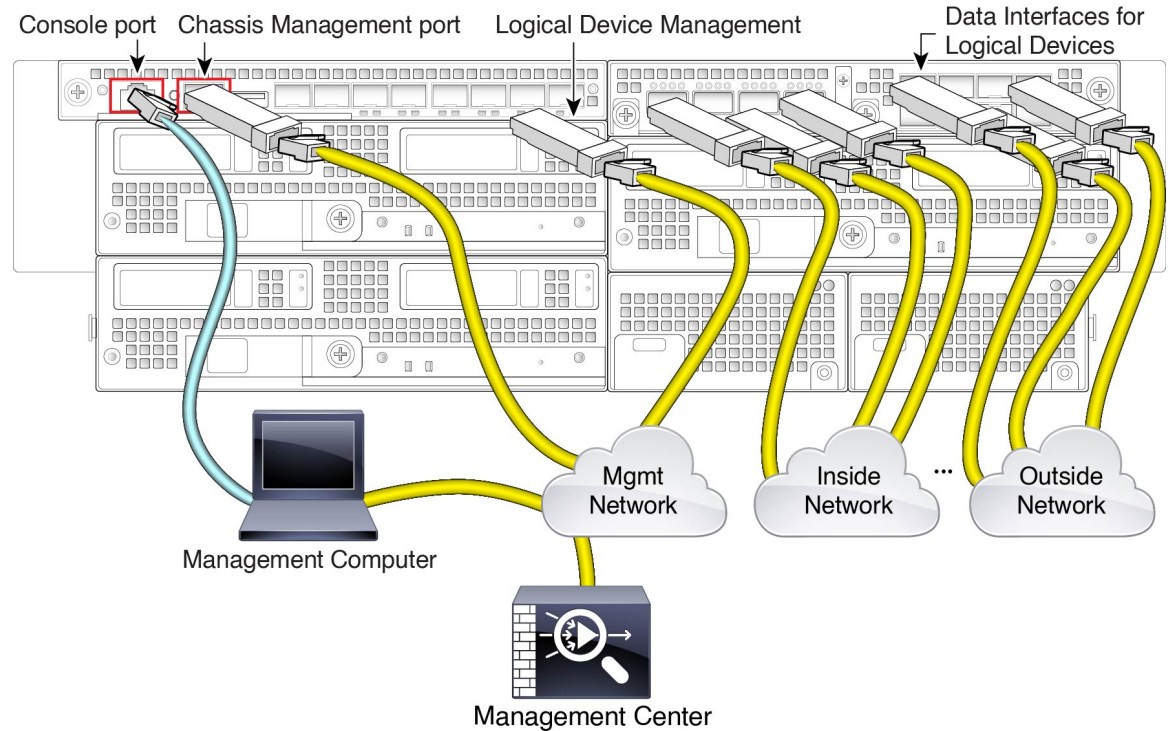 Console port
Chassis Management port
Logical Device Management
Data Interfaces for
Logical Devices
Mgmt
Network
Inside
Network
...
Outside
Network
Management Computer
Management Center